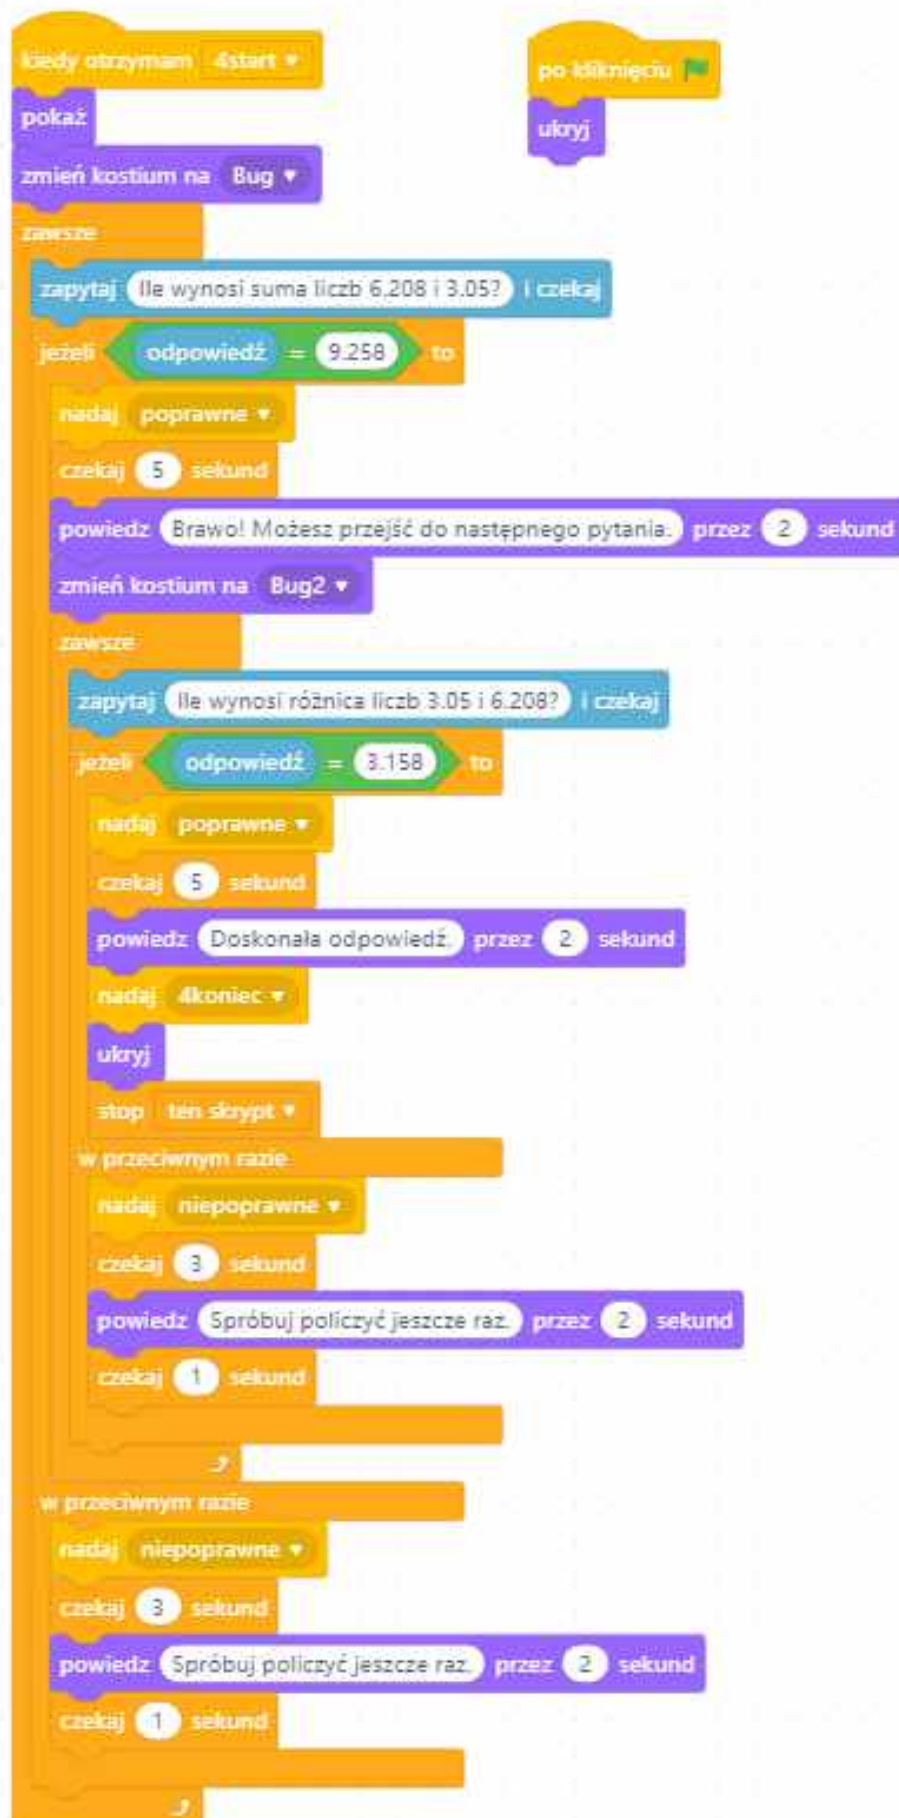 kiedy otrzymam 4start
pokaż
zmień kostium na Bug
zawsze
zapytaj Ile wynosi suma liczb 6.208 i 3.05? i czekaj
jeżeli odpowiedź = 9.258 to
nadaj poprawne
czekaj 5 sekund
powiedz Brawo! Możesz przejść do następnego pytania. przez 2 sekund
zmień kostium na Bug2
zawsze
zapytaj Ile wynosi różnica liczb 3.05 i 6.208? i czekaj
jeżeli odpowiedź = 3.158 to
nadaj poprawne
czekaj 5 sekund
powiedz Doskonała odpowiedź. przez 2 sekund
nadaj 4koniec
ukryj
stop ten skrypt
w przeciwnym razie
nadaj niepoprawne
czekaj 3 sekund
powiedz Spróbuj policzyć jeszcze raz. przez 2 sekund
czekaj 1 sekund
w przeciwnym razie
nadaj niepoprawne
czekaj 3 sekund
powiedz Spróbuj policzyć jeszcze raz. przez 2 sekund
czekaj 1 sekund
po kliknięciu
ukryj